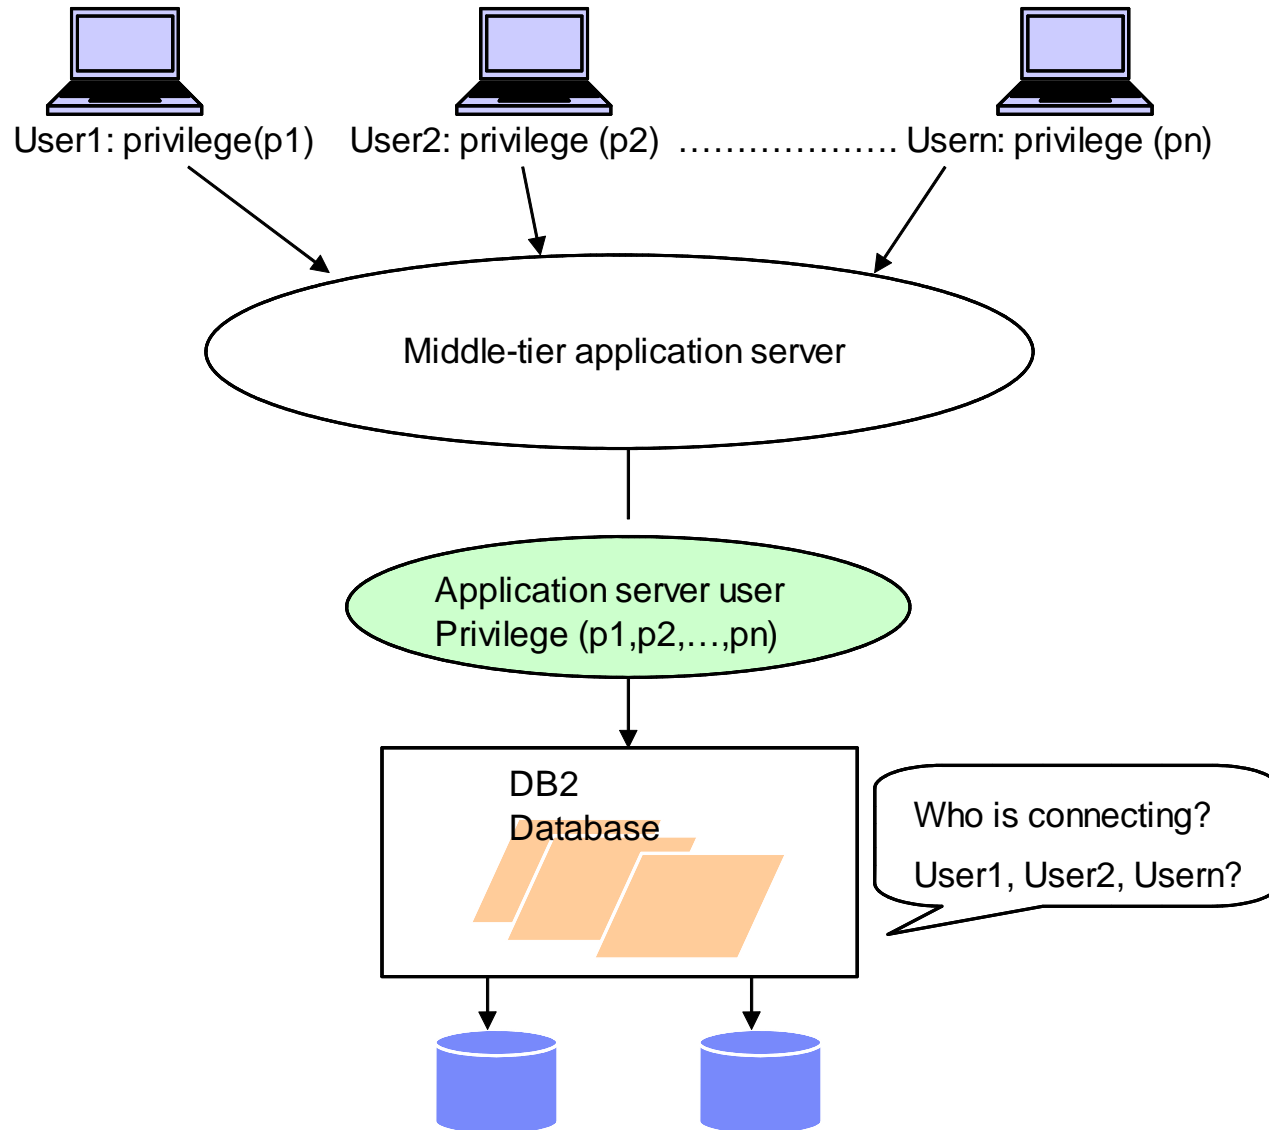 User1: privilege(p1)
User2: privilege (p2)
………………..
Usern: privilege (pn)
Middle-tier application server
Application server user
Privilege (p1,p2,…,pn)
DB2
Database
Who is connecting?
User1, User2, Usern?